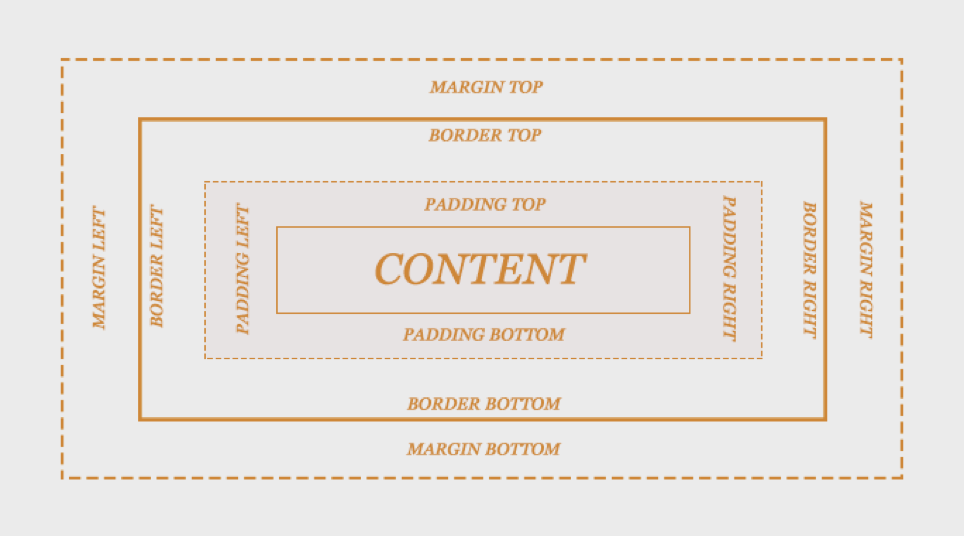 MARGIN TOP
BORDER TOP
PADDING TOP
MARGIN LEFT
BORDER LEFT
PADDING LEFT
CONTENT
PADDING RIGHT
BORDER RIGHT
MARGIN RIGHT
PADDING BOTTOM
BORDER BOTTOM
MARGIN BOTTOM